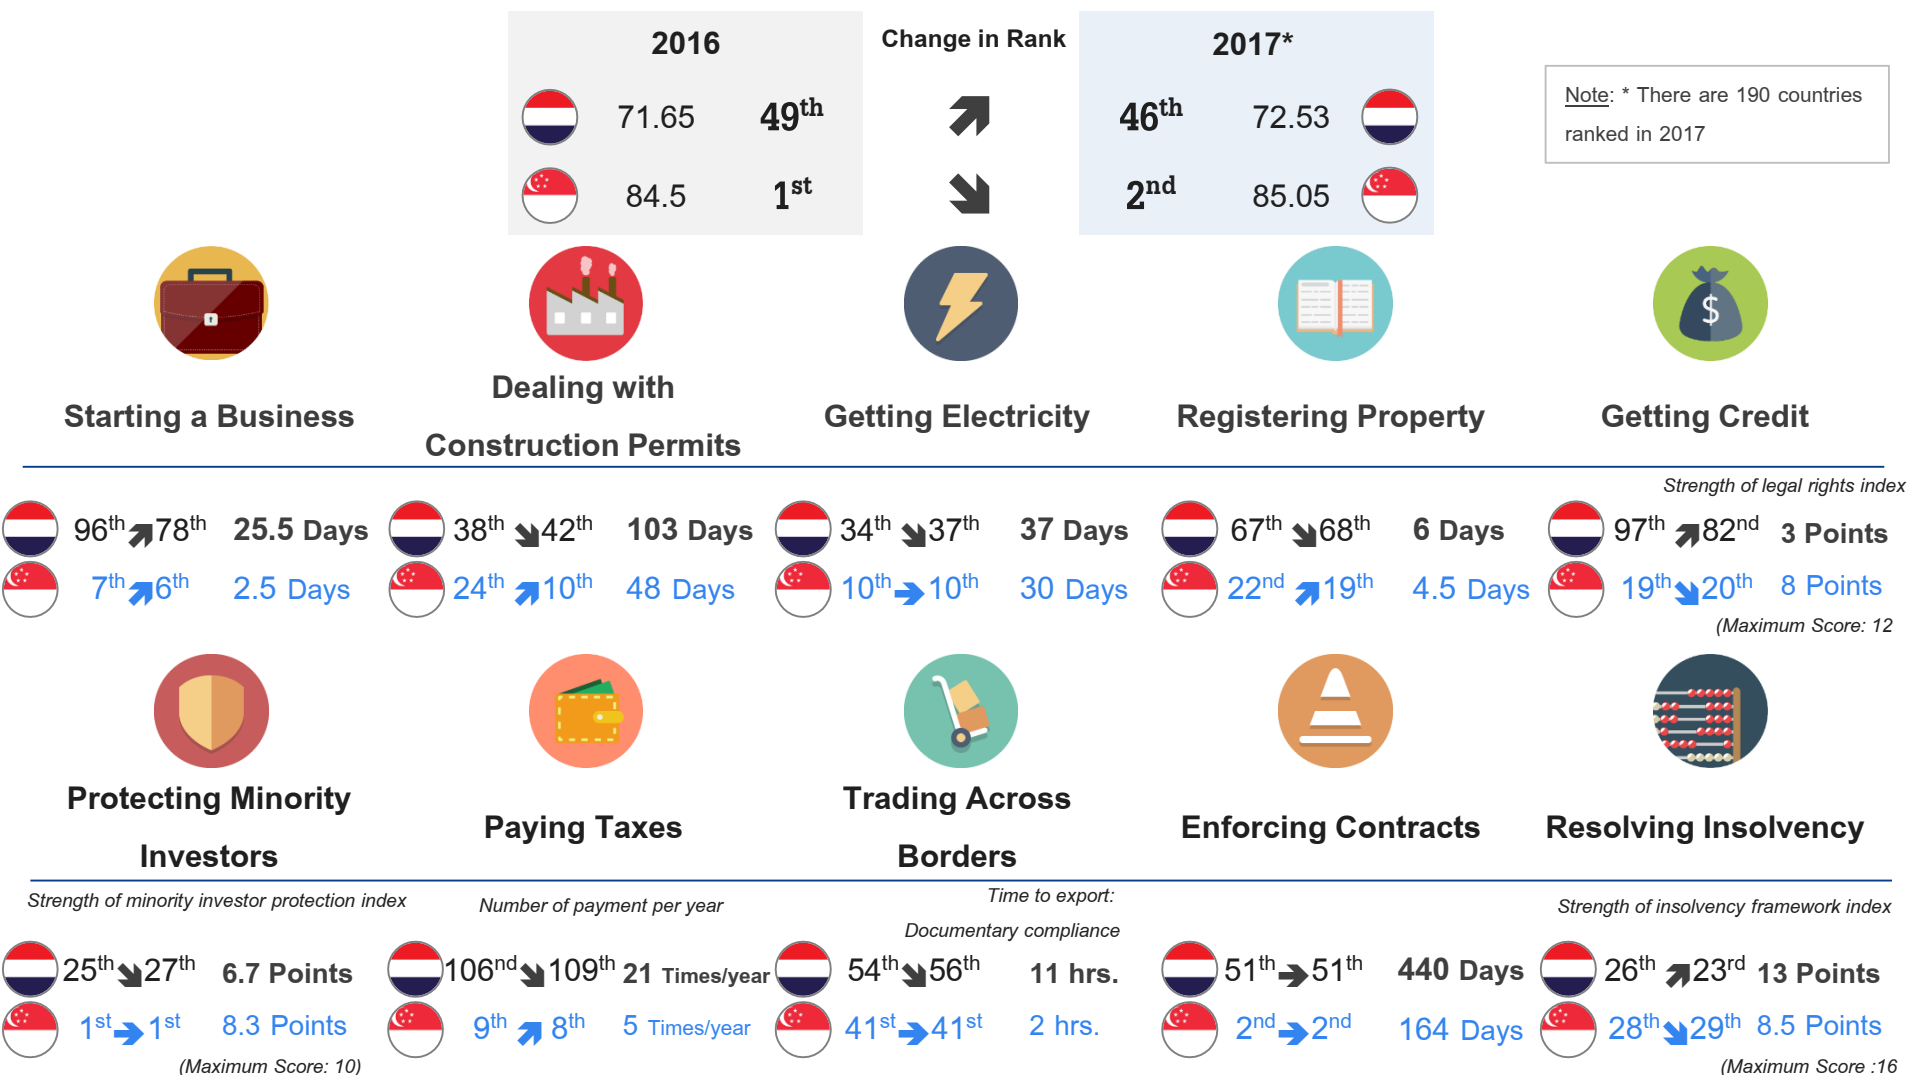 2016 Change in Rank 2017*
71.65 49th 46th 72.53
84.5 1st 2nd 85.05
Note: * There are 190 countries
ranked in 2017
$
Starting a Business
Dealing with
Construction Permits
Getting Electricity
Registering Property
Getting Credit
Strength of legal rights index
96th 78th 25.5 Days
38th 42th 103 Days
34th 37th 37 Days
67th 68th 6 Days
97th 82nd 3 Points
7th 6th 2.5 Days
24th 10th 48 Days
10th 10th 30 Days
22nd 19th 4.5 Days
19th 20th 8 Points
(Maximum Score: 12
Protecting Minority
Investors
Paying Taxes
Trading Across
Borders
Enforcing Contracts
Resolving Insolvency
Strength of minority investor protection index
Number of payment per year
Time to export:
Documentary compliance
Strength of insolvency framework index
25th 27th 6.7 Points
106nd 109th 21 Times/year
54th 56th 11 hrs.
51th 51th 440 Days
26th 23rd 13 Points
1st 1st 8.3 Points
9th 8th 5 Times/year
41st 41st 2 hrs.
2nd 2nd 164 Days
28th 29th 8.5 Points
(Maximum Score: 10)
(Maximum Score :16